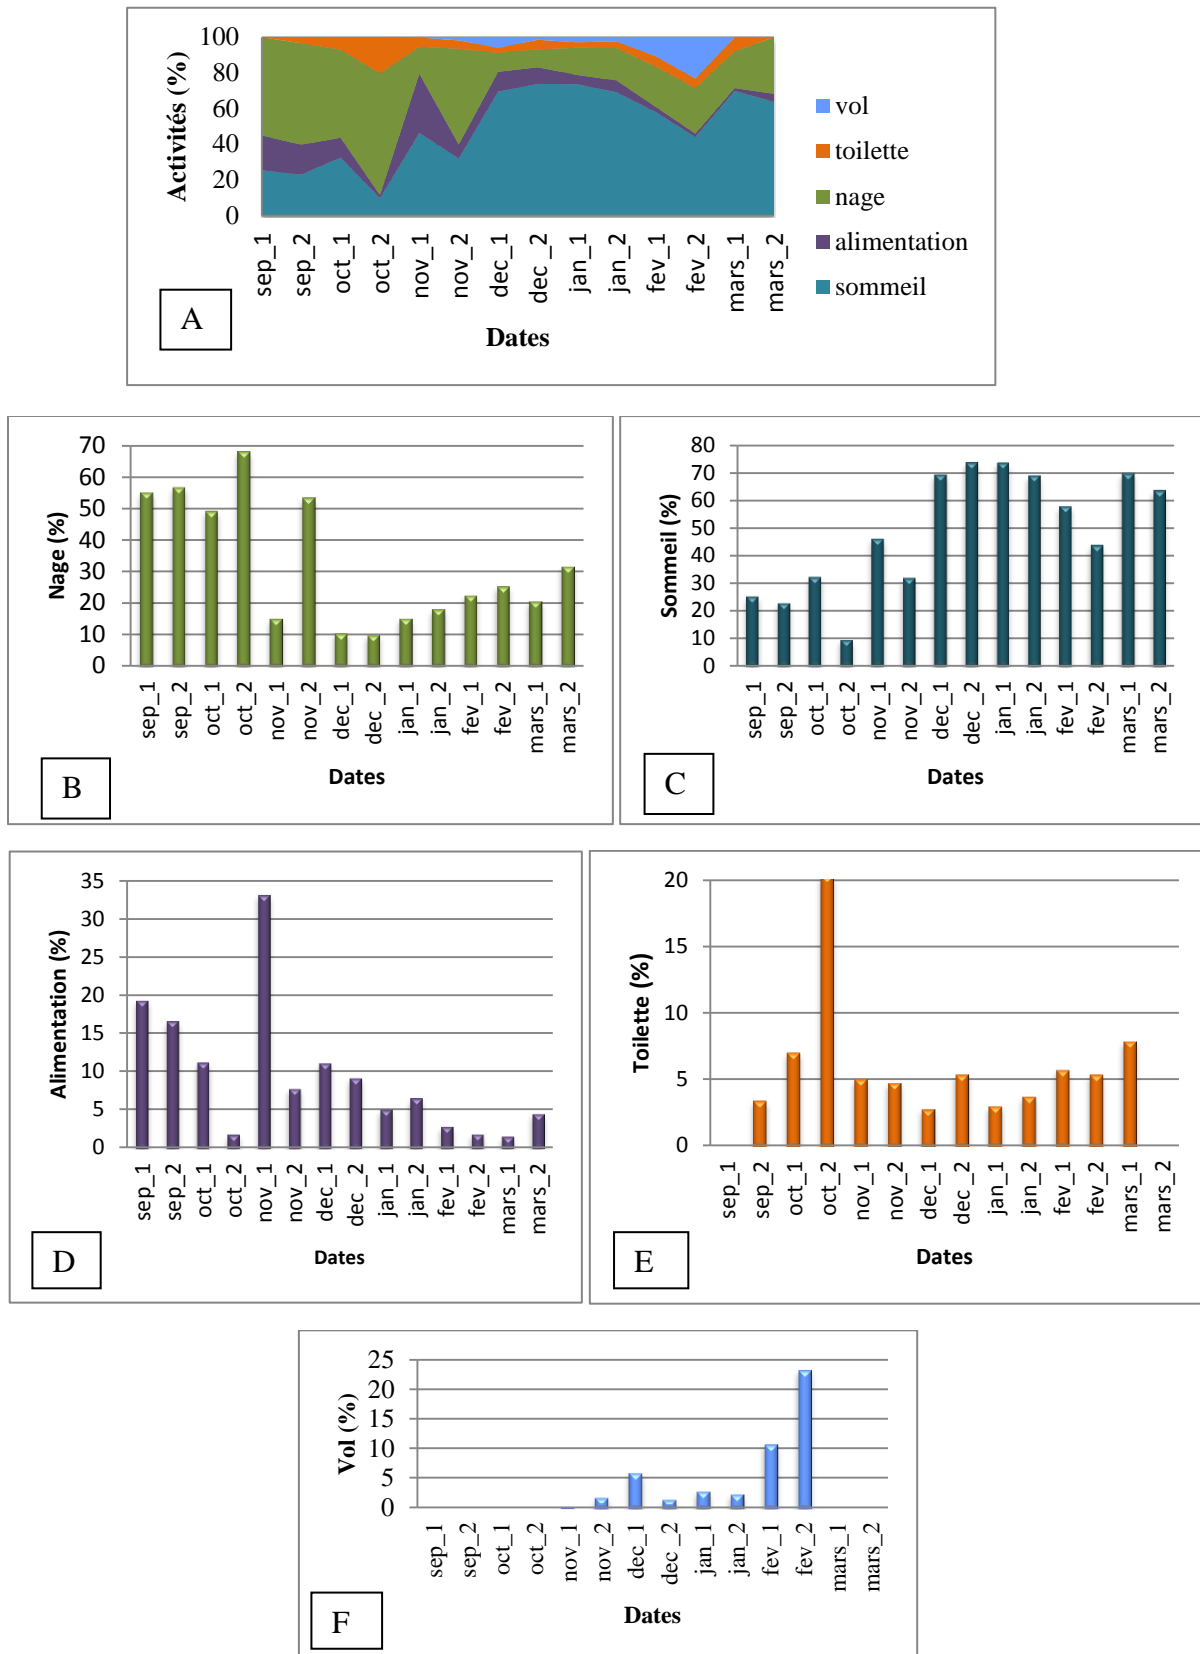 100
80
60
40
20
0
Activités (%)
sep_1
sep_2
oct_1
oct_2
nov_1
nov_2
dec_1
dec_2
jan_1
jan_2
fev_1
fev_2
mars_1
mars_2
Dates
vol
toilette
nage
alimentation
sommeil
A
70
60
50
40
30
20
10
0
Nage (%)
sep_1
sep_2
oct_1
oct_2
nov_1
nov_2
dec_1
dec_2
jan_1
jan_2
fev_1
fev_2
mars_1
mars_2
Dates
B
80
70
60
50
40
30
20
10
0
Sommeil (%)
sep_1
sep_2
oct_1
oct_2
nov_1
nov_2
dec_1
dec_2
jan_1
jan_2
fev_1
fev_2
mars_1
mars_2
Dates
C
35
30
25
20
15
10
5
0
Alimentation (%)
sep_1
sep_2
oct_1
oct_2
nov_1
nov_2
dec_1
dec _2
jan_1
jan_2
fev_1
fev_2
mars_1
mars_2
Dates
D
20
15
10
5
0
Toilette (%)
sep_1
sep_2
oct_1
oct_2
nov_1
nov_2
dec_1
dec _2
jan_1
jan_2
fev_1
fev_2
mars_1
mars_2
Dates
E
25
20
15
10
5
0
Vol (%)
sep_1
sep_2
oct_1
oct_2
nov_1
nov_2
dec_1
dec _2
jan_1
jan_2
fev_1
fev_2
mars_1
mars_2
Dates
F